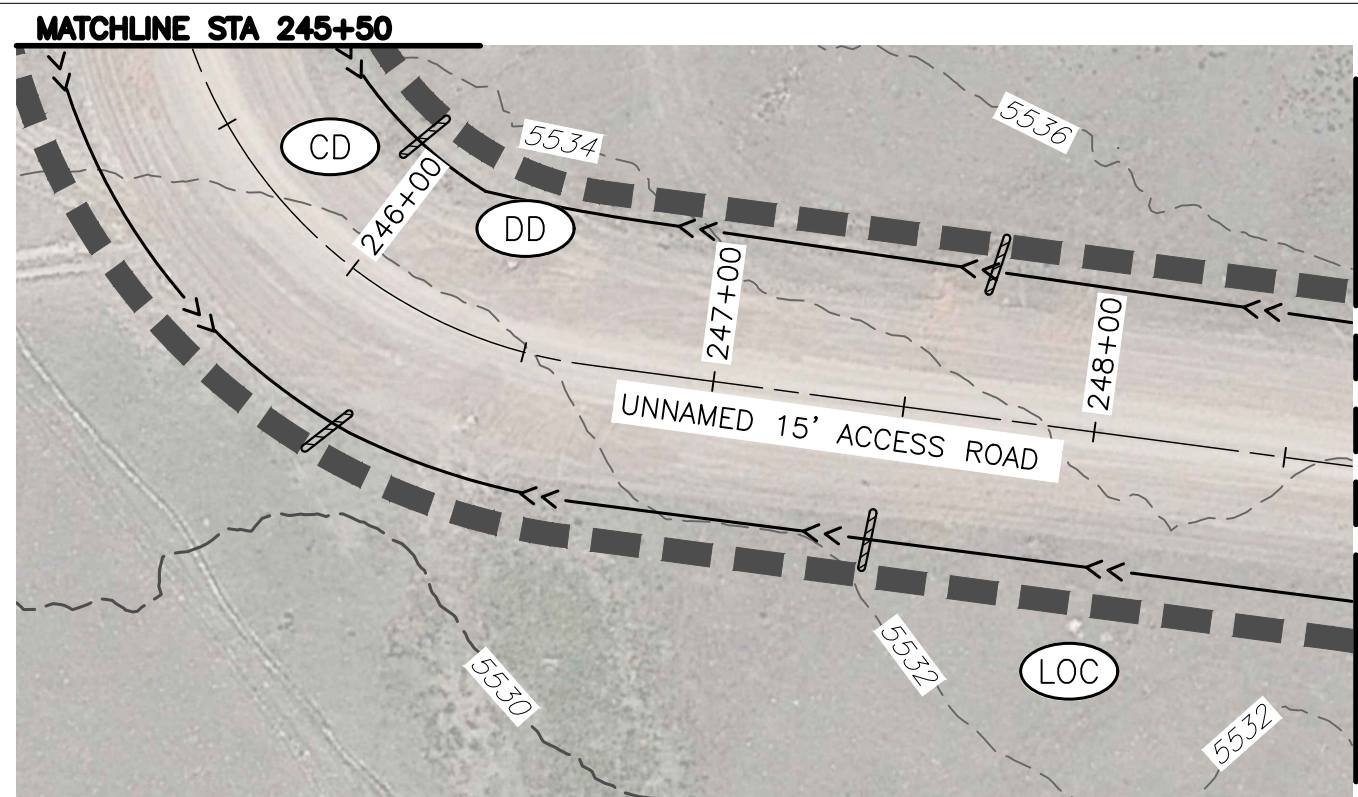 MATCHLINE STA 245+50
CD
5534
5536
246+00
DD
247+00
248+00
UNNAMED 15' ACCESS ROAD
5532
LOC
5530
5532